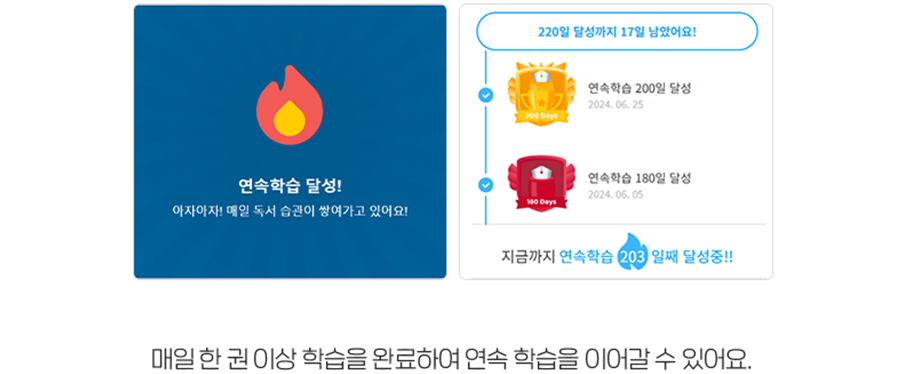 연속학습 달성!
아자아자! 매일 독서 습관이 쌓여가고 있어요!
220일 달성까지 17일 남았어요!
200 Days
연속학습 200일 달성
2024. 06. 25
180 Days
연속학습 180일 달성
2024. 06. 05
지금까지 연속학습 203 일째 달성중!!
매일 한 권 이상 학습을 완료하여 연속 학습을 이어갈 수 있어요.